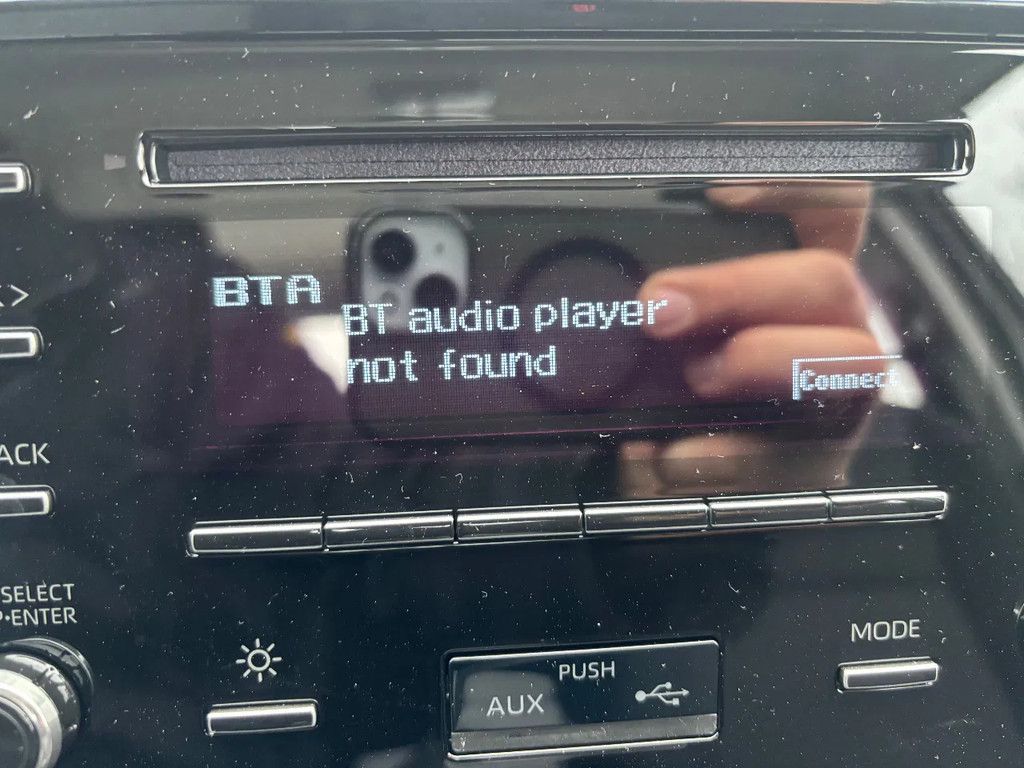 BTA
BT audio player
not found
Connect
ACK
SELECT
P•ENTER
MODE
PUSH
AUX